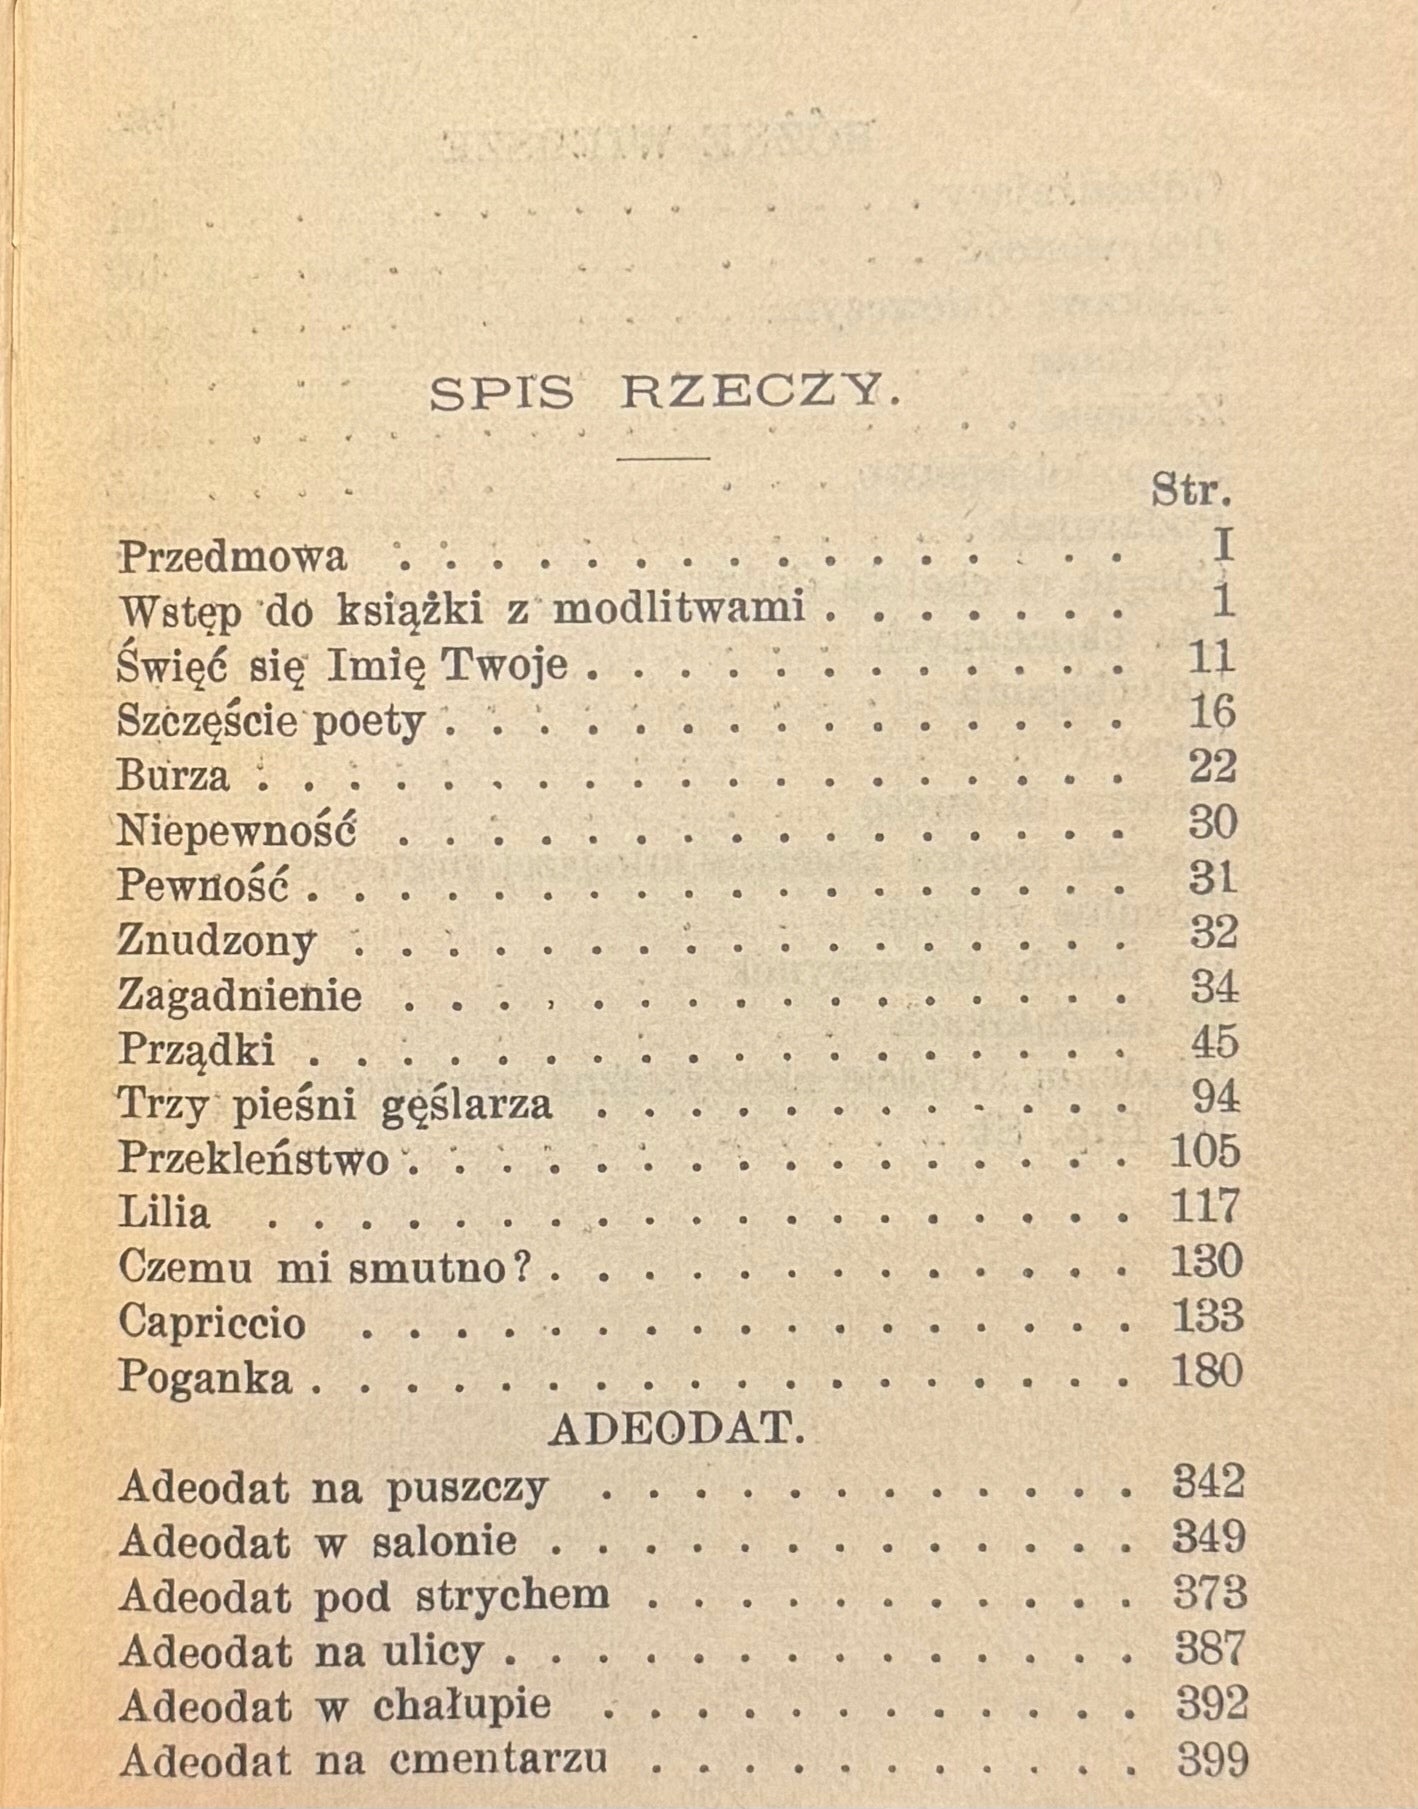 SPIS RZECZY.
Str.
Przedmowa . . . . . . . . . . . . . . . . I
Wstęp do książki z modlitwami . . . . . . . 1
Święć się Imię Twoje . . . . . . . . . . . . 11
Szczęście poety . . . . . . . . . . . . . . . 16
Burza . . . . . . . . . . . . . . . . . . . 22
Niepewność . . . . . . . . . . . . . . . . 30
Pewność . . . . . . . . . . . . . . . . . . 31
Znudzony . . . . . . . . . . . . . . . . . 32
Zagadnienie . . . . . . . . . . . . . . . . 34
Prządki . . . . . . . . . . . . . . . . . . 45
Trzy pieśni gęślarza . . . . . . . . . . . . 94
Przekleństwo . . . . . . . . . . . . . . . . 105
Lilia . . . . . . . . . . . . . . . . . . . 117
Czemu mi smutno? . . . . . . . . . . . . . 130
Capriccio . . . . . . . . . . . . . . . . . 133
Poganka . . . . . . . . . . . . . . . . . . 180
ADEODAT.
Adeodat na puszczy . . . . . . . . . . . . 342
Adeodat w salonie . . . . . . . . . . . . . 349
Adeodat pod strychem . . . . . . . . . . . 373
Adeodat na ulicy . . . . . . . . . . . . . . 387
Adeodat w chałupie . . . . . . . . . . . . 392
Adeodat na cmentarzu . . . . . . . . . . . 399